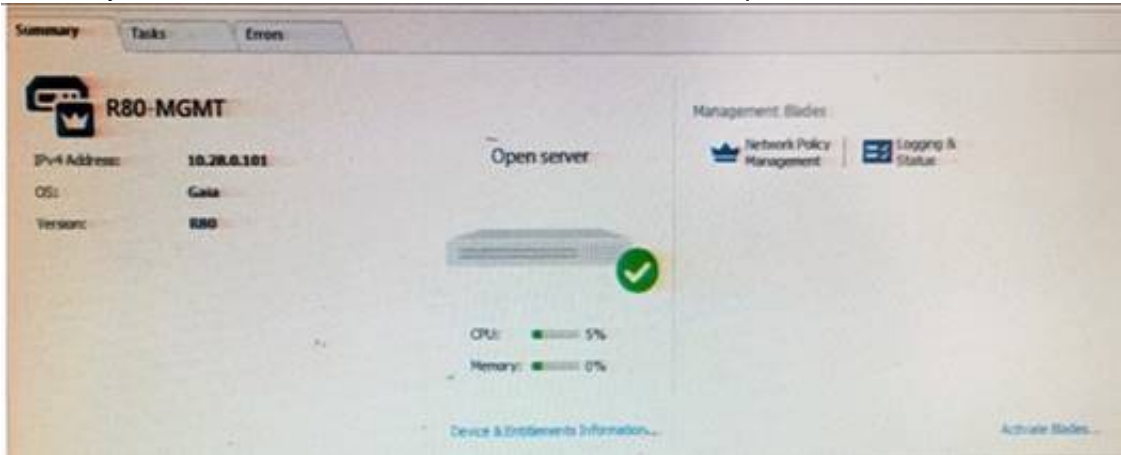 Summary Tasks Errors
R80-MGMT
IPv4 Address: 10.28.0.101
OS: Gaia
Version: R80
Open server
CPU: 5%
Memory: 0%
Device & Entitlements Information...
Management Blades
Network Policy
Management
Logging &
Status
Activate Blades...